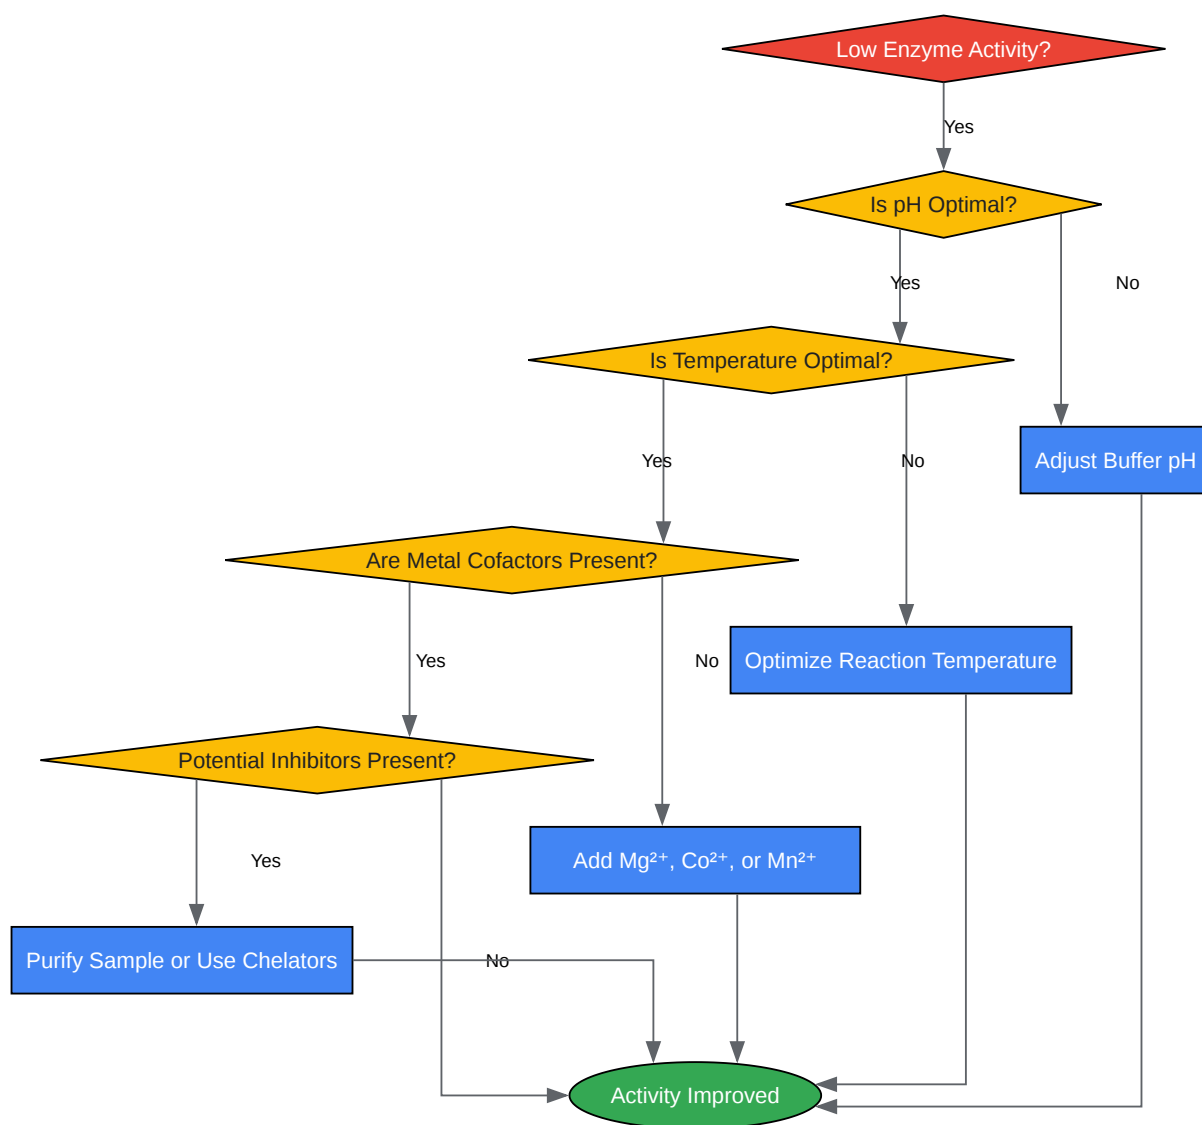 Low Enzyme Activity?
Yes
Is pH Optimal?
Yes
No
Is Temperature Optimal?
Yes
No
Adjust Buffer pH
Are Metal Cofactors Present?
Yes
No
Optimize Reaction Temperature
Potential Inhibitors Present?
Yes
Add Mg²⁺, Co²⁺, or Mn²⁺
Purify Sample or Use Chelators
No
Activity Improved